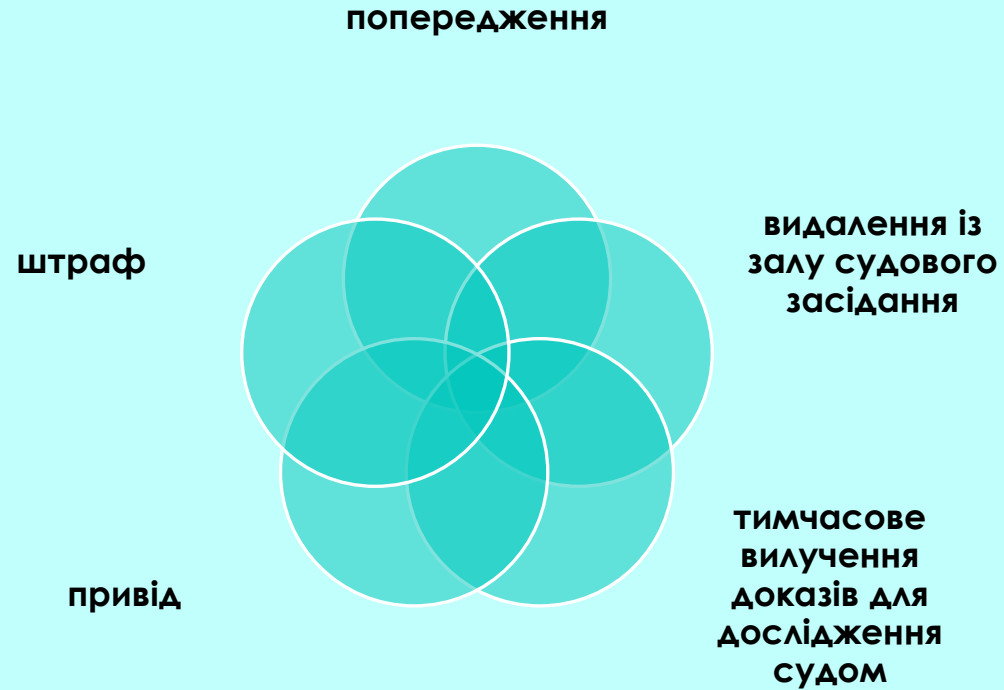 попередження
штраф
видалення із
залу судового
засідання
привід
тимчасове
вилучення
доказів для
дослідження
судом